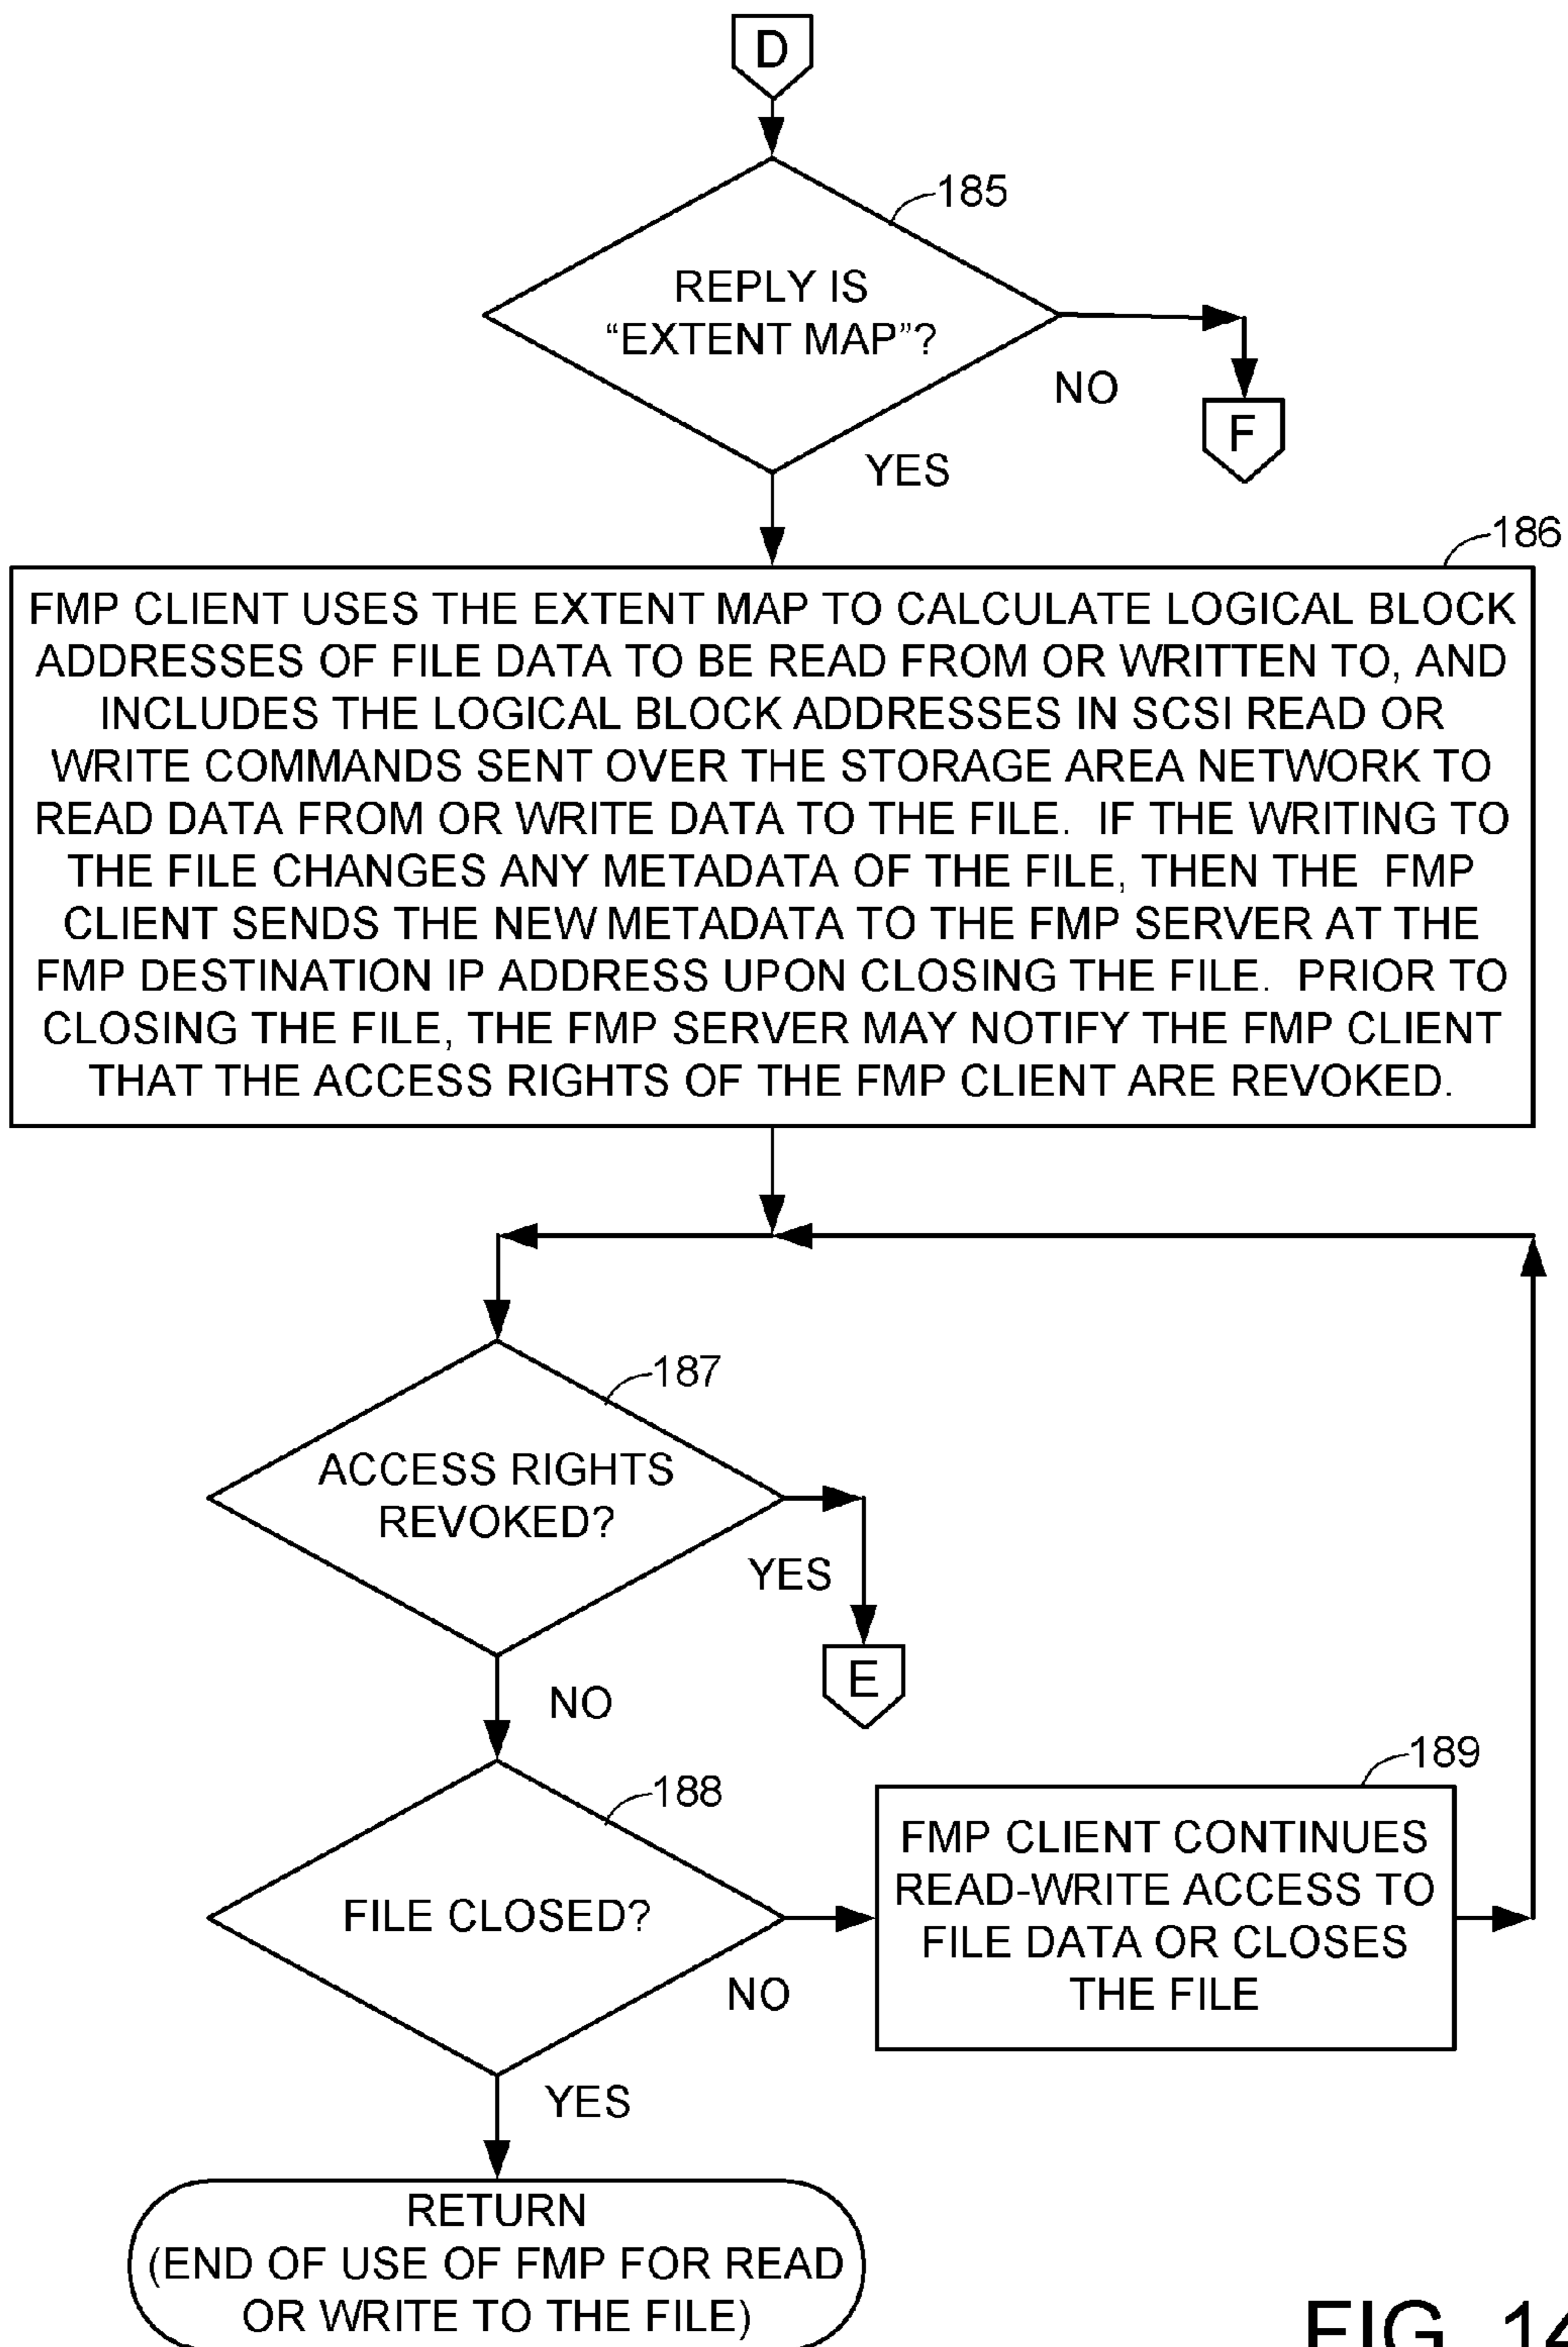 D
185
REPLY IS
“EXTENT MAP”?
NO
F
YES
186
FMP CLIENT USES THE EXTENT MAP TO CALCULATE LOGICAL BLOCK
ADDRESSES OF FILE DATA TO BE READ FROM OR WRITTEN TO, AND
INCLUDES THE LOGICAL BLOCK ADDRESSES IN SCSI READ OR
WRITE COMMANDS SENT OVER THE STORAGE AREA NETWORK TO
READ DATA FROM OR WRITE DATA TO THE FILE. IF THE WRITING TO
THE FILE CHANGES ANY METADATA OF THE FILE, THEN THE FMP
CLIENT SENDS THE NEW METADATA TO THE FMP SERVER AT THE
FMP DESTINATION IP ADDRESS UPON CLOSING THE FILE. PRIOR TO
CLOSING THE FILE, THE FMP SERVER MAY NOTIFY THE FMP CLIENT
THAT THE ACCESS RIGHTS OF THE FMP CLIENT ARE REVOKED.
187
ACCESS RIGHTS
REVOKED?
YES
E
NO
188
FILE CLOSED?
NO
189
FMP CLIENT CONTINUES
READ-WRITE ACCESS TO
FILE DATA OR CLOSES
THE FILE
YES
RETURN
(END OF USE OF FMP FOR READ
OR WRITE TO THE FILE)
FIG. 14